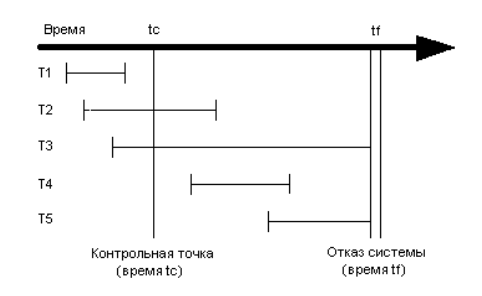 Время tc tf
T1
T2
T3
T4
T5
Контрольная точка
(время tc)
Отказ системы
(время tf)